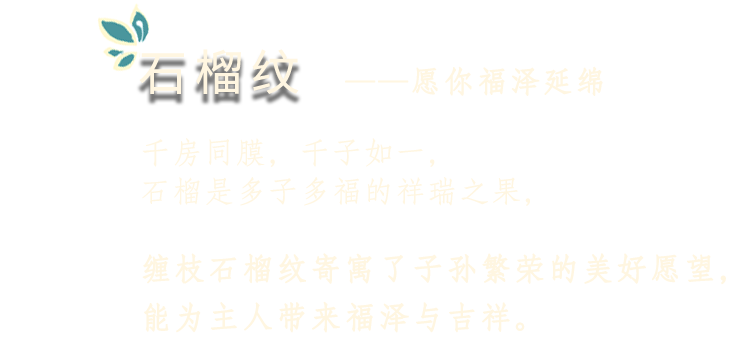 石榴纹 ——愿你福泽延绵
千房同膜，千子如一，
石榴是多子多福的祥瑞之果，
缠枝石榴纹寄寓了子孙繁荣的美好愿望，
能为主人带来福泽与吉祥。